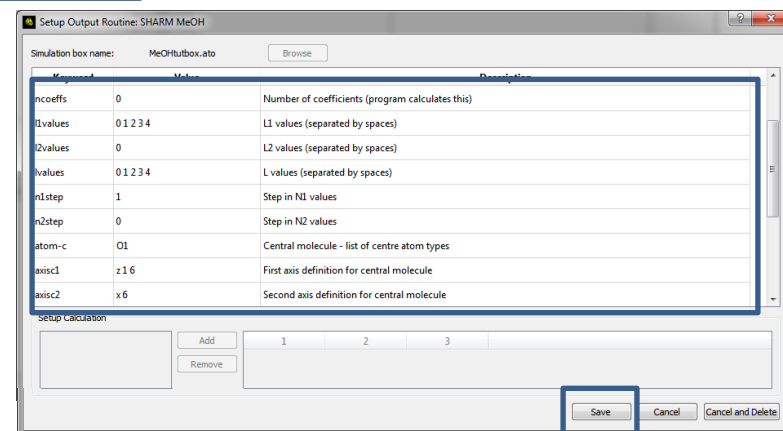 Setup Output Routine: SHARM MeOH
Simulation box name: MeOHtutbox.ato Browse
Keyword Value Description
ncoeffs 0 Number of coefficients (program calculates this)
l1values 0 1 2 3 4 L1 values (separated by spaces)
l2values 0 L2 values (separated by spaces)
lvalues 0 1 2 3 4 L values (separated by spaces)
n1step 1 Step in N1 values
n2step 0 Step in N2 values
atom-c O1 Central molecule - list of centre atom types
axisc1 z 1 6 First axis definition for central molecule
axisc2 x 6 Second axis definition for central molecule
Setup Calculation
Add 1 2 3
Remove
Save Cancel Cancel and Delete